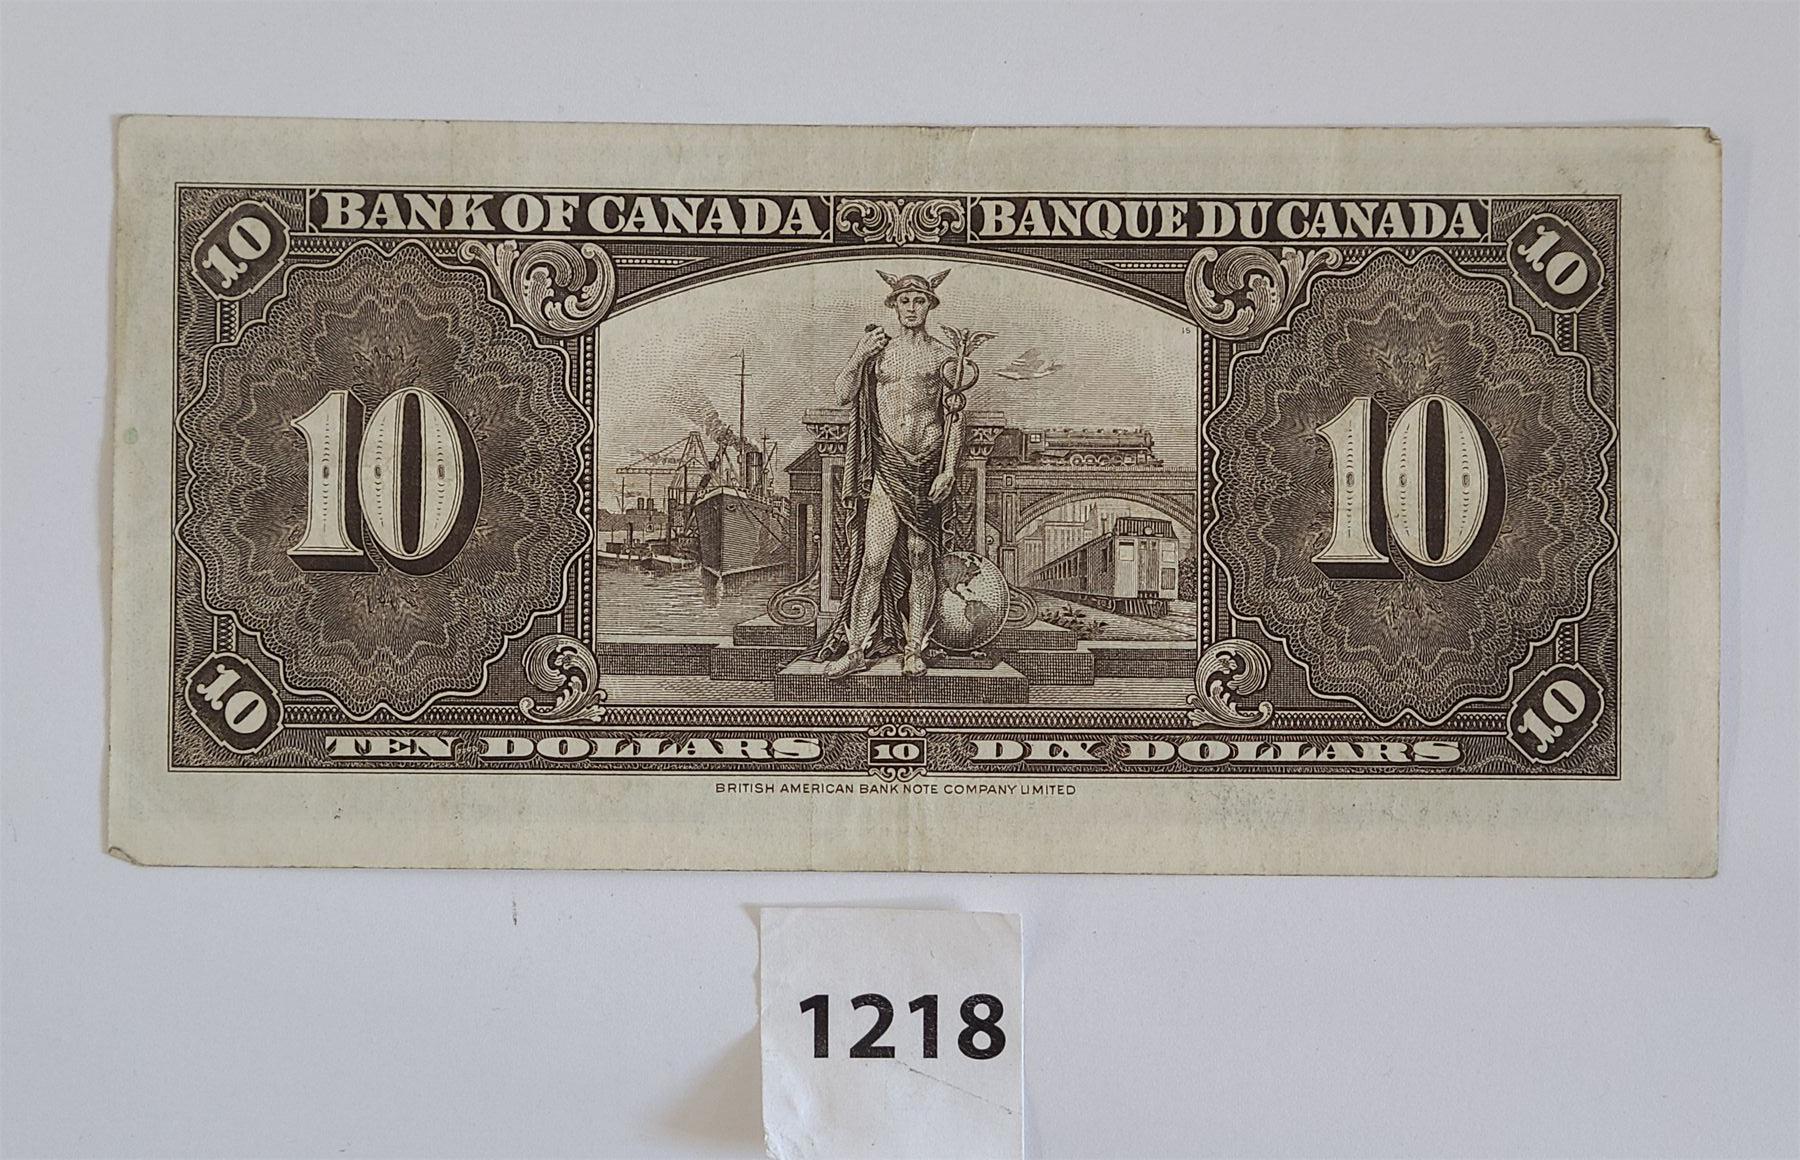 10 BANK OF CANADA BANQUE DU CANADA 10
15
10 10
10 TEN DOLLARS 10 DIX DOLLARS 10
BRITISH AMERICAN BANK NOTE COMPANY LIMITED
1218